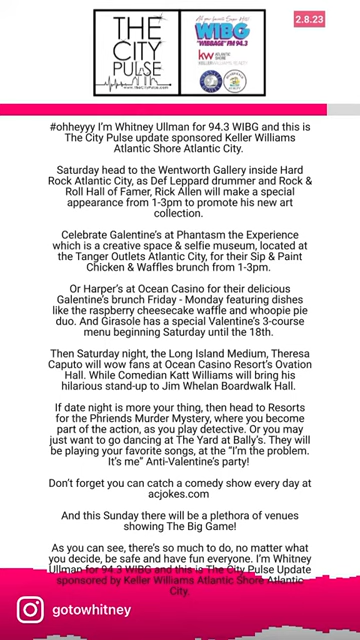 THE
CITY
PULSE
www.thecitypulse.com
WIBG
"WIBBAGE" FM 94.3
kw ATLANTIC
SHORE
KELLERWILLIAMS REALTY
2.8.23
#ohheyyy I'm Whitney Ullman for 94.3 WIBG and this is
The City Pulse update sponsored Keller Williams
Atlantic Shore Atlantic City.
Saturday head to the Wentworth Gallery inside Hard
Rock Atlantic City, as Def Leppard drummer and Rock &
Roll Hall of Famer, Rick Allen will make a special
appearance from 1-3pm to promote his new art
collection.
Celebrate Galentine's at Phantasm the Experience
which is a creative space & selfie museum, located at
the Tanger Outlets Atlantic City, for their Sip & Paint
Chicken & Waffles brunch from 1-3pm.
Or Harper's at Ocean Casino for their delicious
Galentine's brunch Friday - Monday featuring dishes
like the raspberry cheesecake waffle and whoopie pie
duo. And Girasole has a special Valentine's 3-course
menu beginning Saturday until the 18th.
Then Saturday night, the Long Island Medium, Theresa
Caputo will wow fans at Ocean Casino Resort's Ovation
Hall. While Comedian Katt Williams will bring his
hilarious stand-up to Jim Whelan Boardwalk Hall.
If date night is more your thing, then head to Resorts
for the Phriends Murder Mystery, where you become
part of the action, as you play detective. Or you may
just want to go dancing at The Yard at Bally's. They will
be playing your favorite songs, at the "I'm the problem.
It's me" Anti-Valentine's party!
Don't forget you can catch a comedy show every day at
acjokes.com
And this Sunday there will be a plethora of venues
showing The Big Game!
As you can see, there's so much to do, no matter what
you decide, be safe and have fun everyone. I'm Whitney
Ullman for 94.3 WIBG and this is The City Pulse Update
sponsored by Keller Williams Atlantic Shore Atlantic
City.
gotowhitney